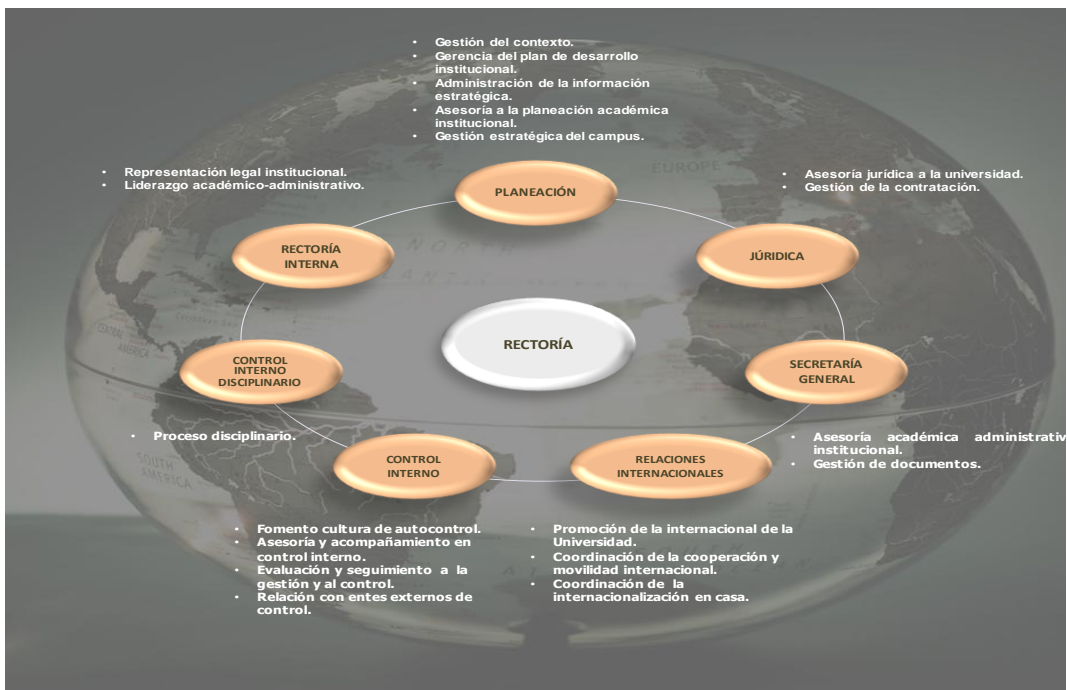 • Gestión del contexto.
• Gerencia del plan de desarrollo
institucional.
• Administración de la información
estratégica.
• Asesoría a la planeación académica
institucional.
• Gestión estratégica del campus.
• Representación legal institucional.
• Liderazgo académico-administrativo.
• Asesoría jurídica a la universidad.
• Gestión de la contratación.
PLANEACIÓN
RECTORÍA
INTERNA
JÚRIDICA
RECTORÍA
CONTROL
INTERNO
DISCIPLINARIO
SECRETARÍA
GENERAL
• Proceso disciplinario.
• Asesoría académica administrativ
institucional.
• Gestión de documentos.
CONTROL
INTERNO
RELACIONES
INTERNACIONALES
• Fomento cultura de autocontrol.
• Asesoría y acompañamiento en
control interno.
• Evaluación y seguimiento a la
gestión y al control.
• Relación con entes externos de
control.
• Promoción de la internacional de la
Universidad.
• Coordinación de la cooperación y
movilidad internacional.
• Coordinación de la
internacionalización en casa.
EUROPE
NORTH
CENTRAL
AMERICA
SOUTH
AMERICA